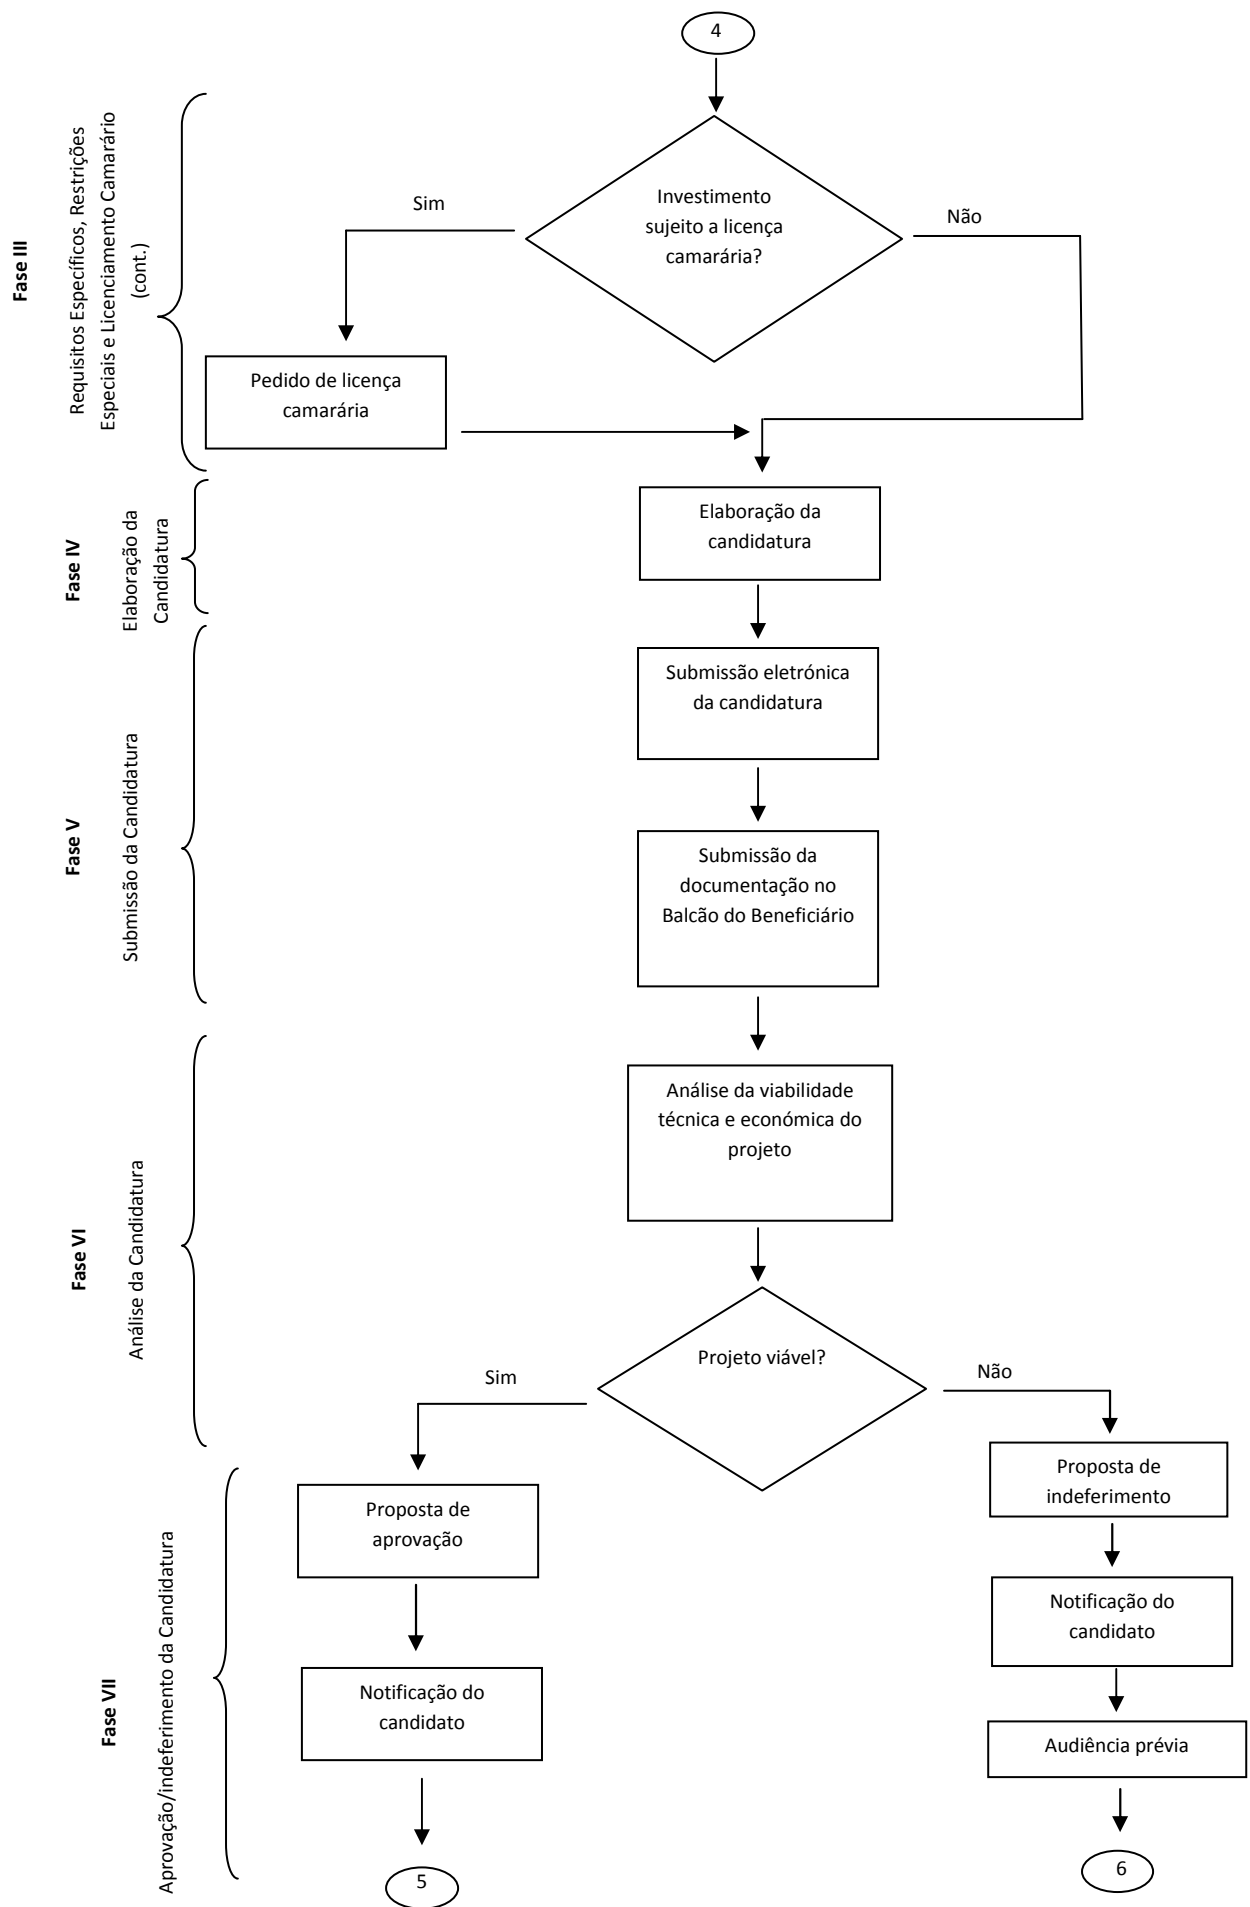 4
Fase III
Requisitos Específicos, Restrições
Especiais e Licenciamento Camarário
(cont.)
Investimento
sujeito a licença
camarária?
Sim
Não
Pedido de licença
camarária
Fase IV
Elaboração da
Candidatura
Elaboração da
candidatura
Fase V
Submissão da Candidatura
Submissão eletrónica
da candidatura
Submissão da
documentação no
Balcão do Beneficiário
Fase VI
Análise da Candidatura
Análise da viabilidade
técnica e económica do
projeto
Projeto viável?
Sim
Não
Fase VII
Aprovação/indeferimento da Candidatura
Proposta de
aprovação
Notificação do
candidato
5
Proposta de
indeferimento
Notificação do
candidato
Audiência prévia
6